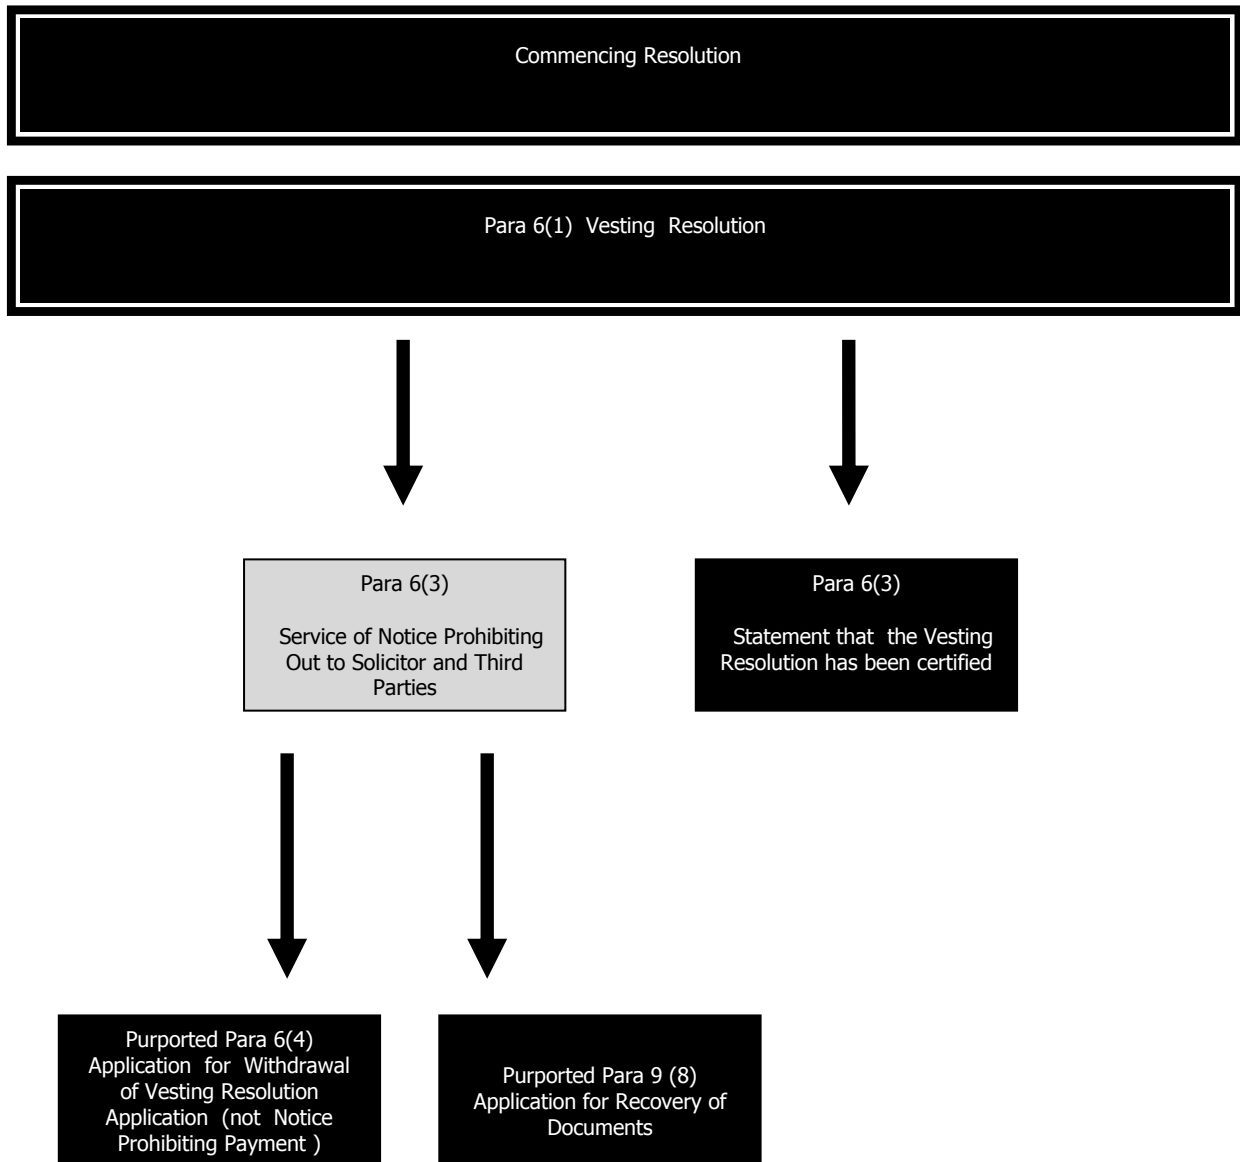 Commencing Resolution
Para 6(1) Vesting Resolution
Para 6(3)
Service of Notice Prohibiting
Out to Solicitor and Third
Parties
Para 6(3)
Statement that the Vesting
Resolution has been certified
Purported Para 6(4)
Application for Withdrawal
of Vesting Resolution
Application (not Notice
Prohibiting Payment )
Purported Para 9 (8)
Application for Recovery of
Documents